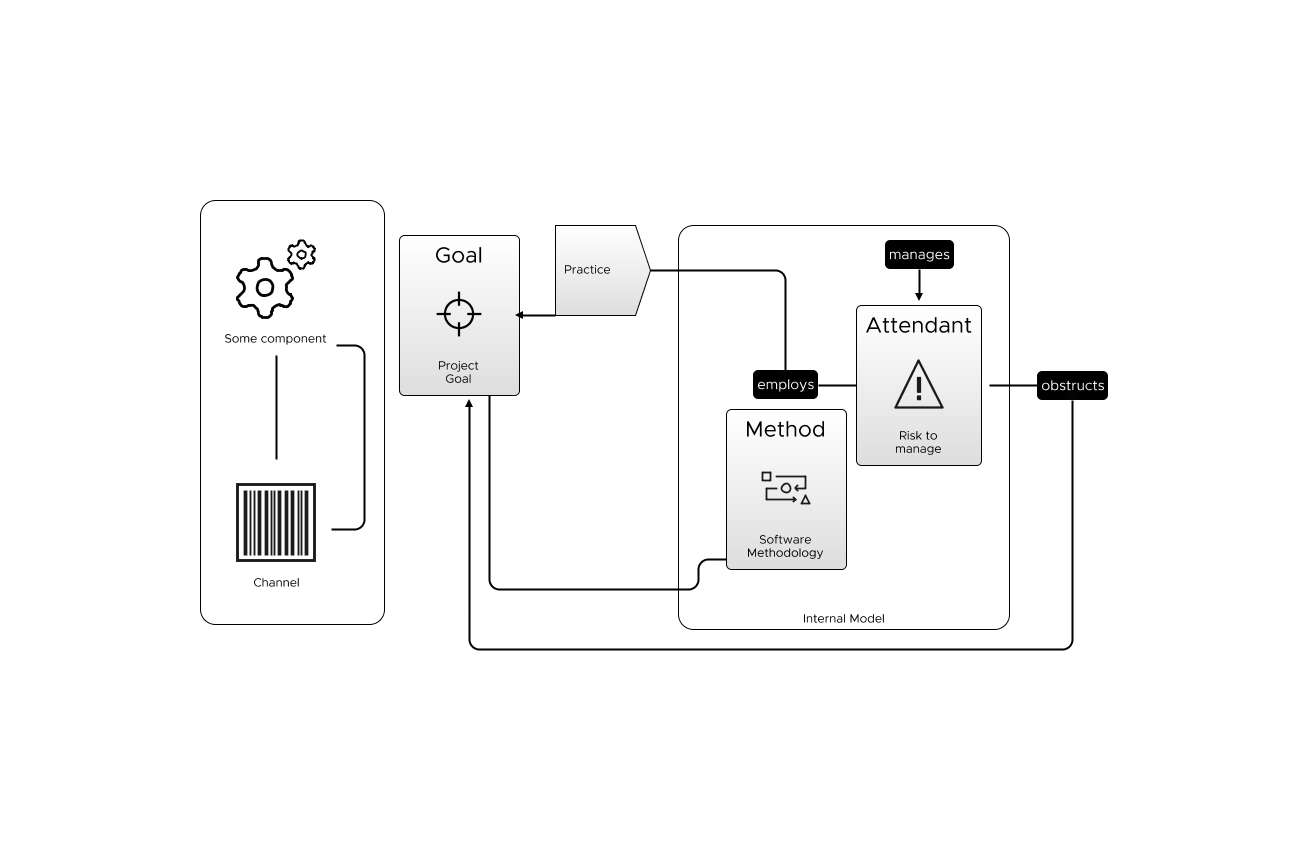 Some component
Channel
Goal
Project
Goal
Practice
manages
Attendant
Risk to
manage
employs
obstructs
Method
Software
Methodology
Internal Model